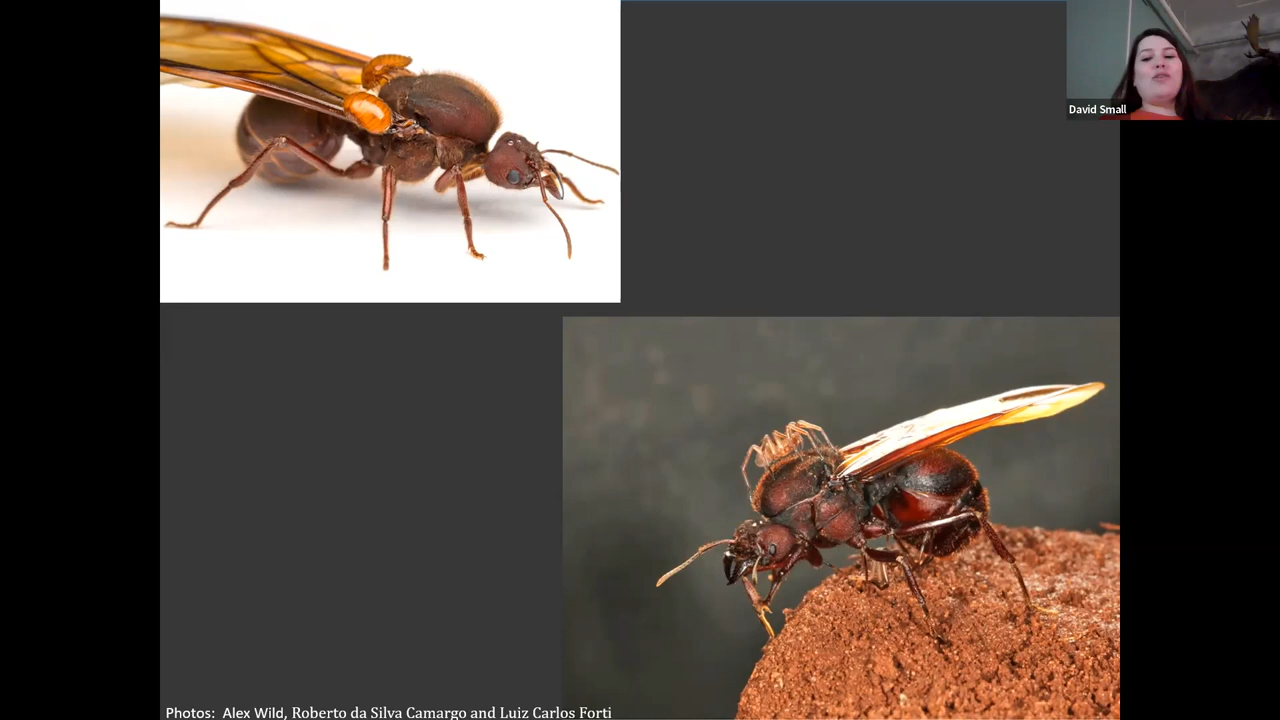 David Small
Photos:  Alex Wild, Roberto da Silva Camargo and Luiz Carlos Forti